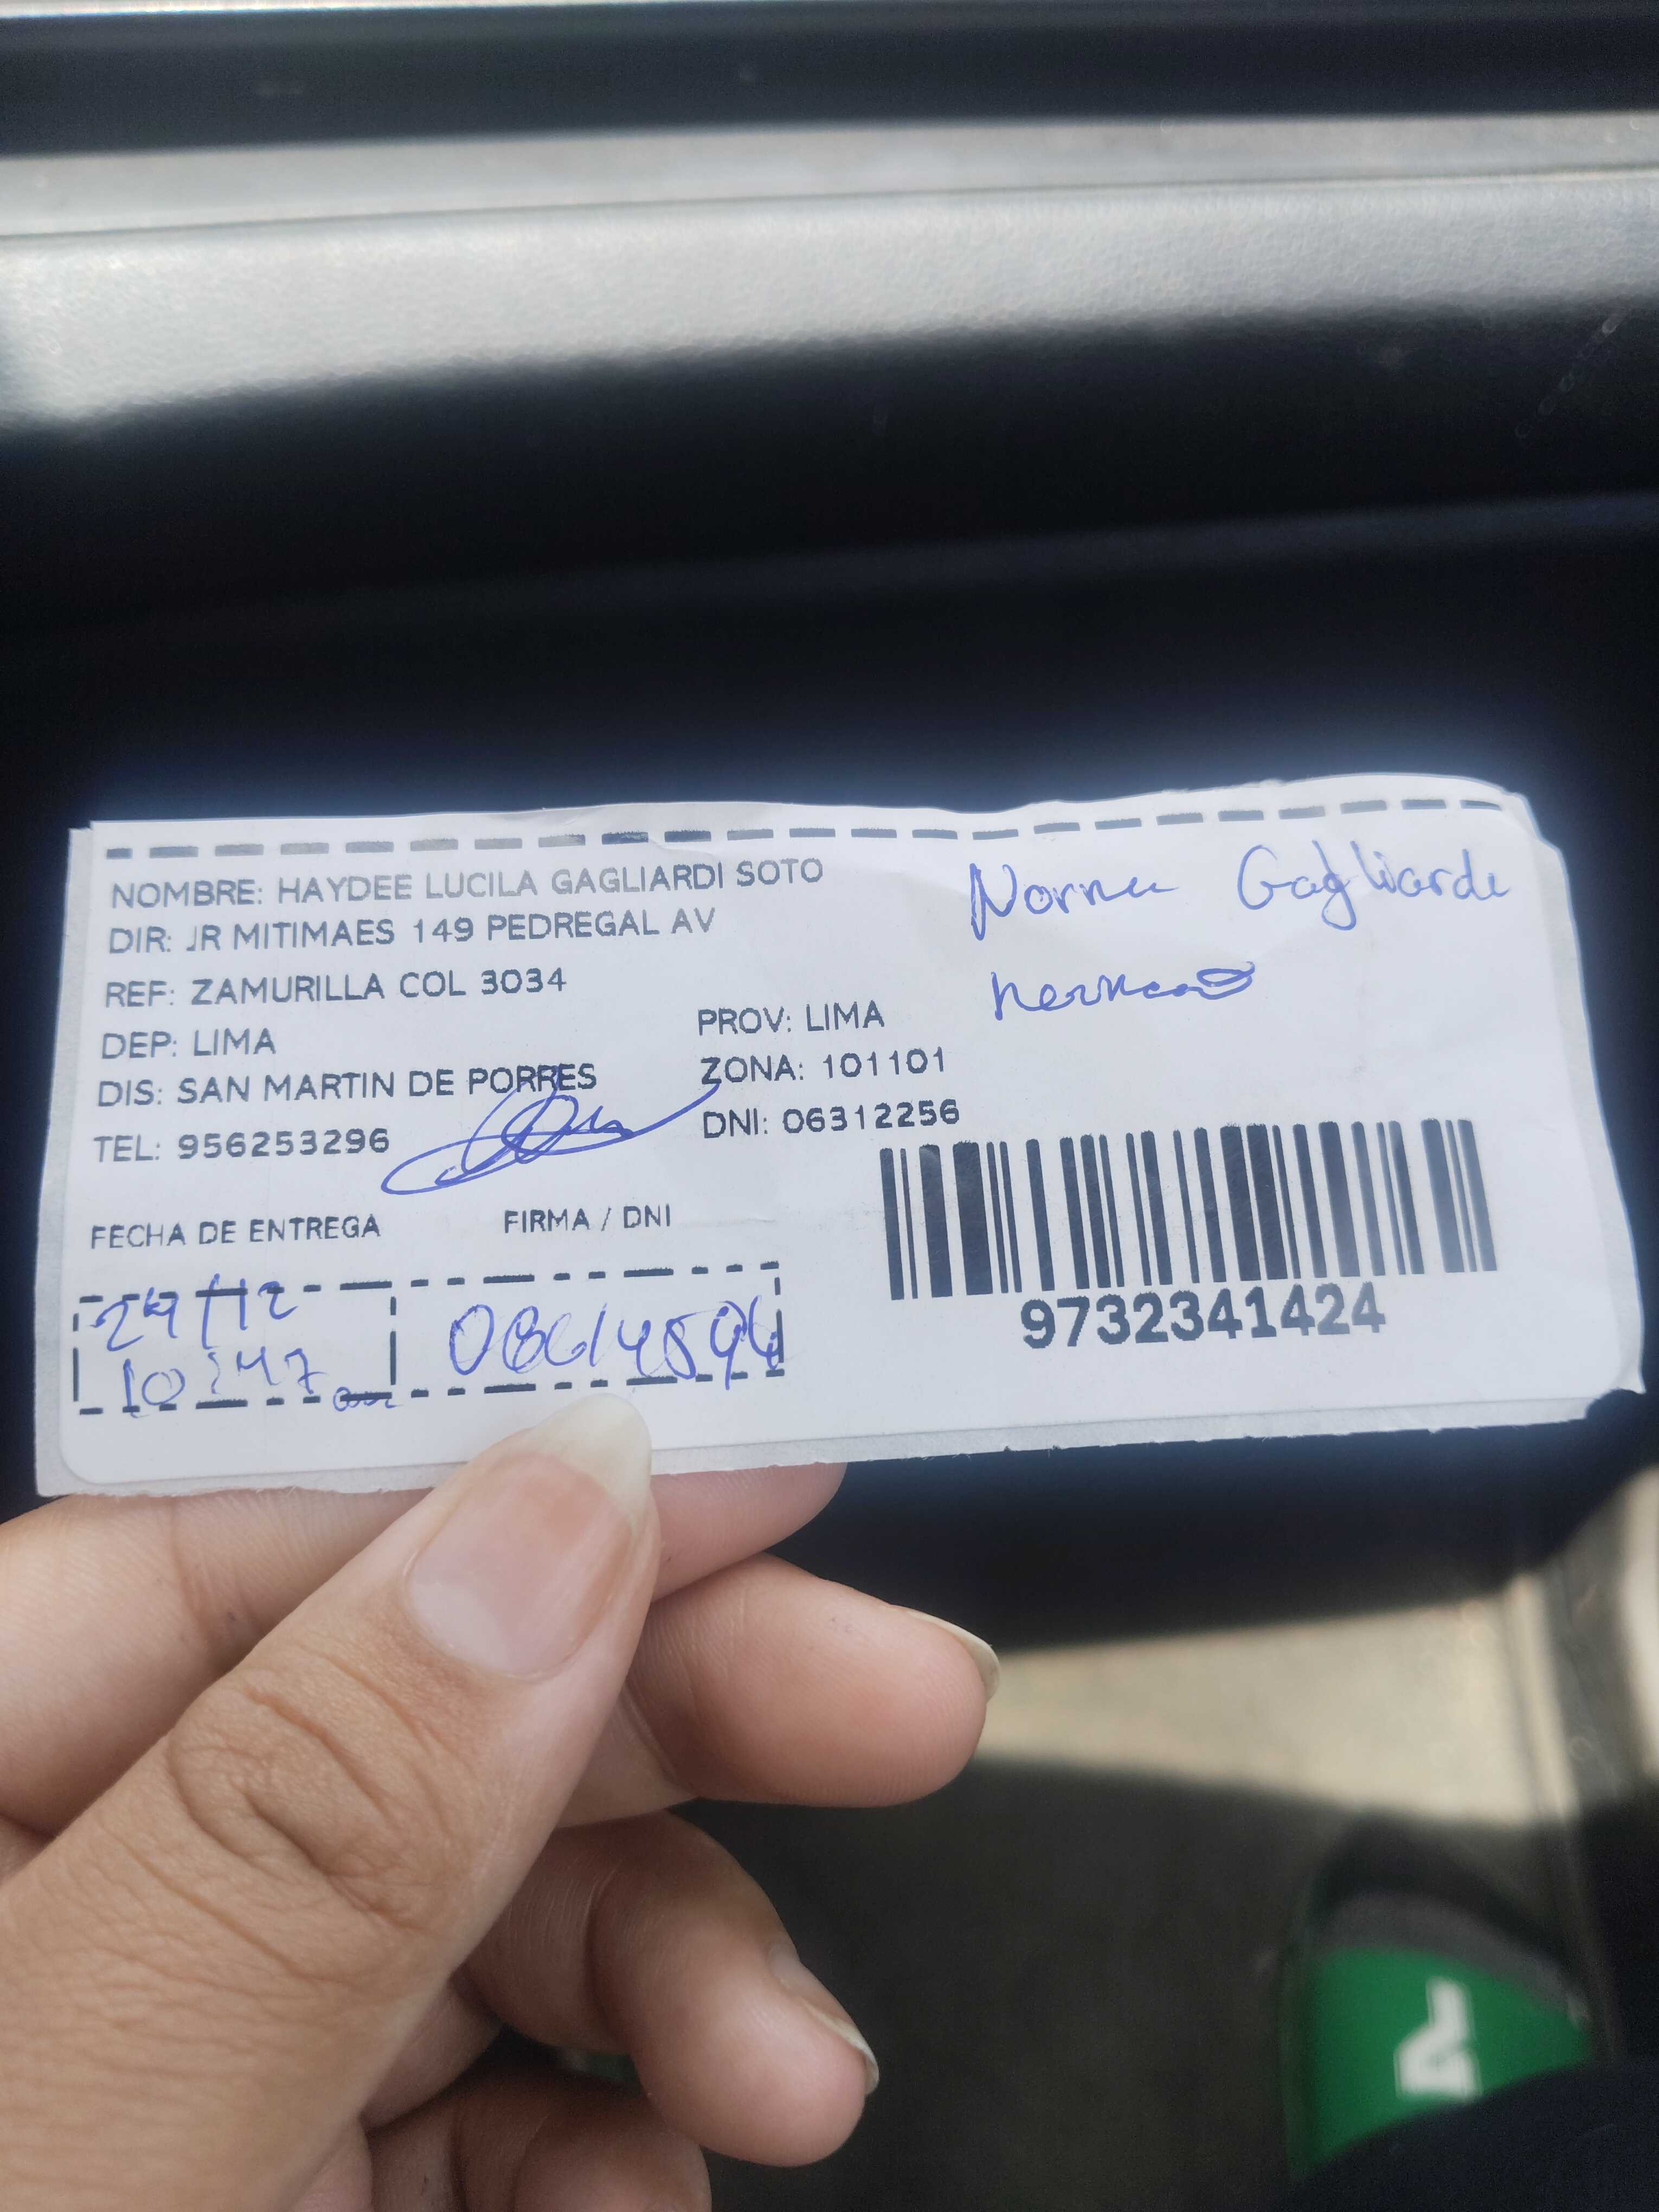 NOMBRE: HAYDEE LUCILA GAGLIARDI SOTO
DIR: JR MITIMAES 149 PEDREGAL AV
REF: ZAMURILLA COL 3034
DEP: LIMA
PROV: LIMA
DIS: SAN MARTIN DE PORRES
ZONA: 101101
TEL: 956253296
DNI: 06312256
Norma Gagliardi
FECHA DE ENTREGA
FIRMA / DNI
24/12
10:47
9732341424